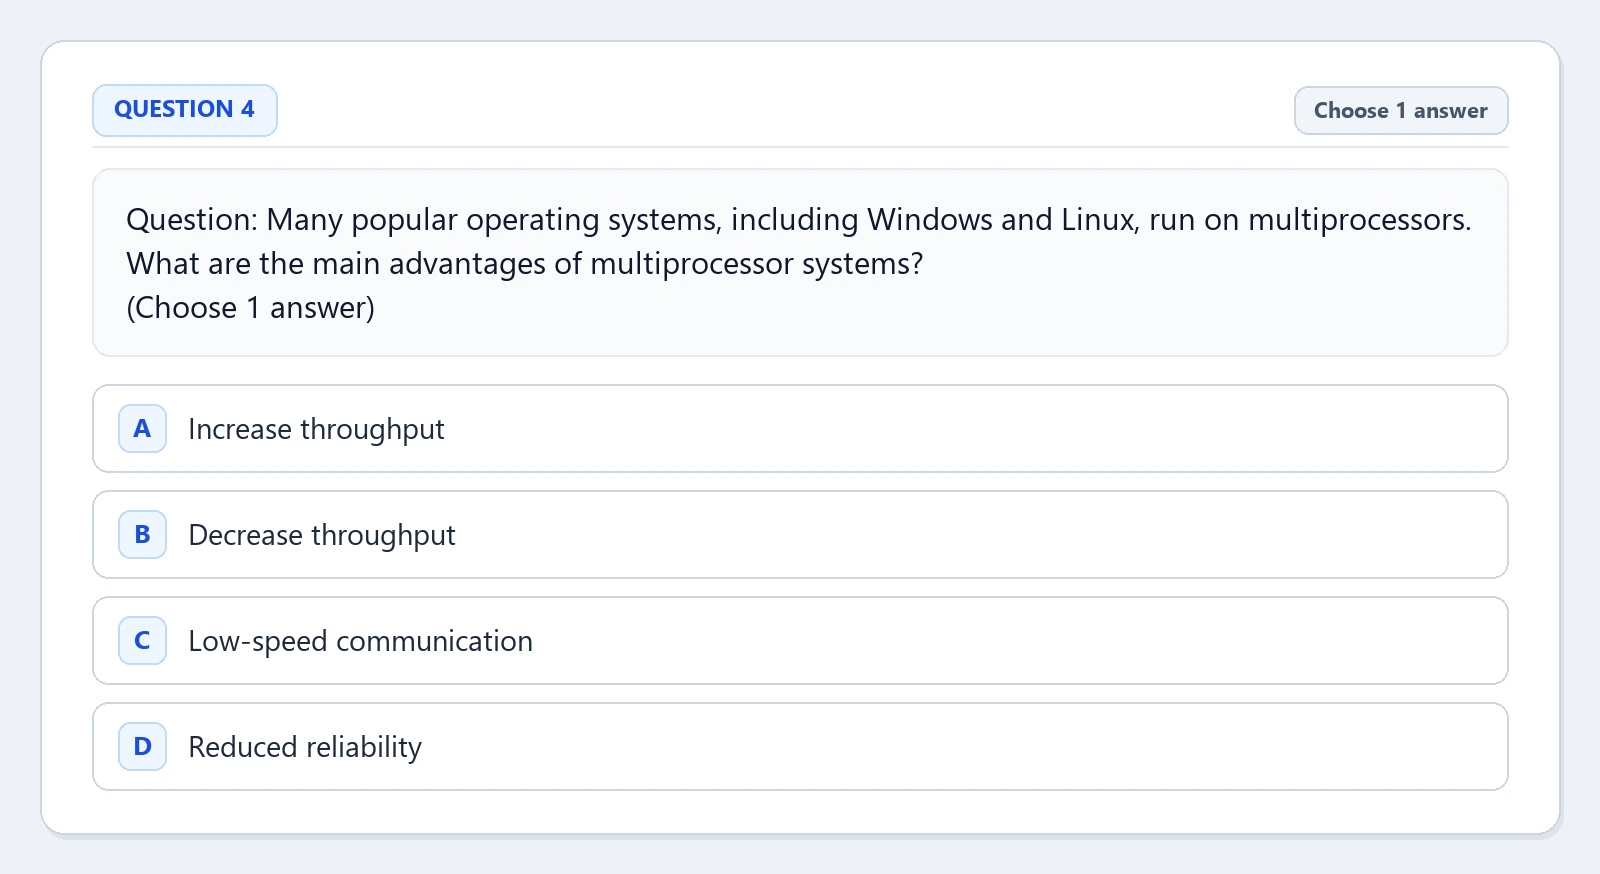 QUESTION 4
Choose 1 answer
Question: Many popular operating systems, including Windows and Linux, run on multiprocessors.
What are the main advantages of multiprocessor systems?
(Choose 1 answer)
A Increase throughput
B Decrease throughput
C Low-speed communication
D Reduced reliability